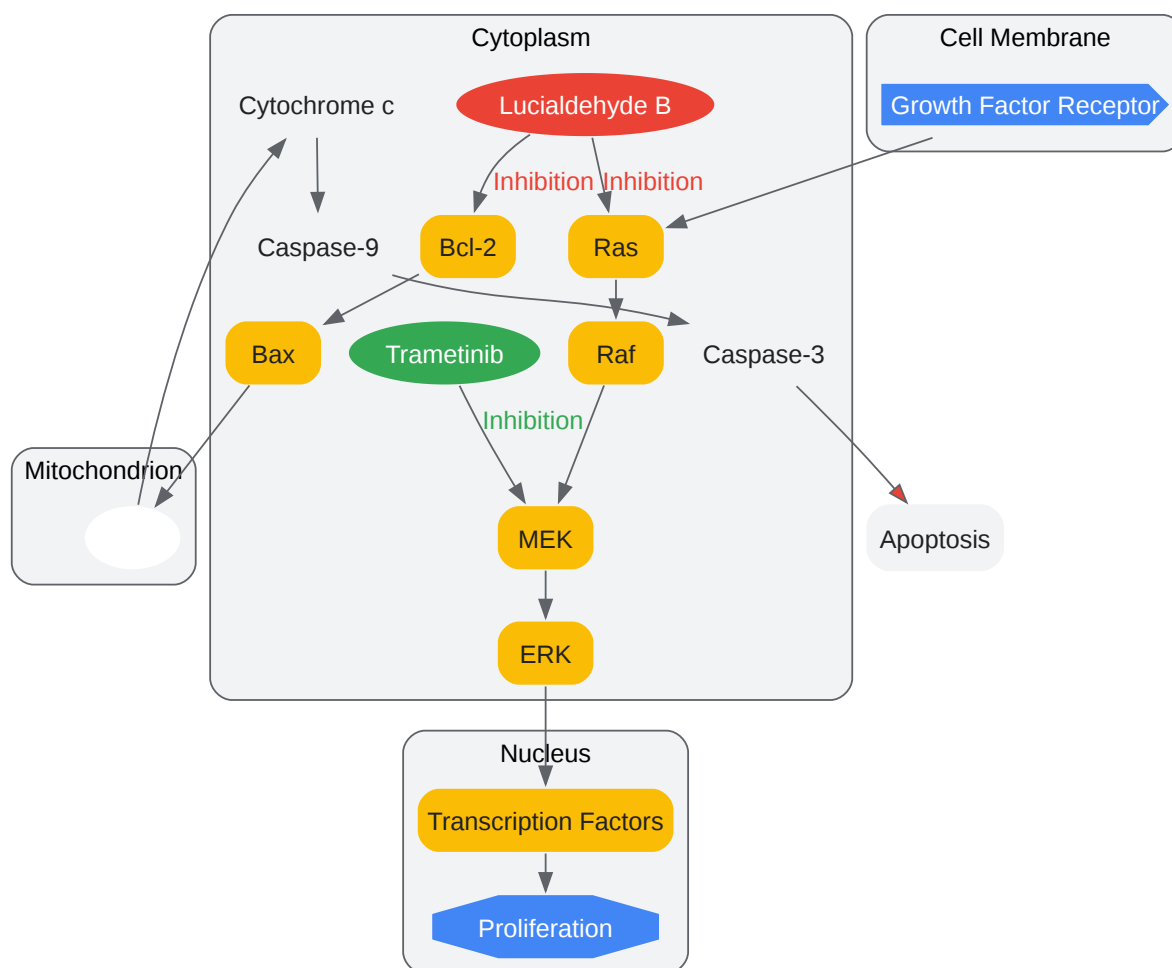 Cytoplasm
Cell Membrane
Cytochrome c
Lucialdehyde B
Growth Factor Receptor
Inhibition
Inhibition
Caspase-9
Bcl-2
Ras
Bax
Trametinib
Raf
Caspase-3
Inhibition
Mitochondrion
MEK
Apoptosis
ERK
Nucleus
Transcription Factors
Proliferation